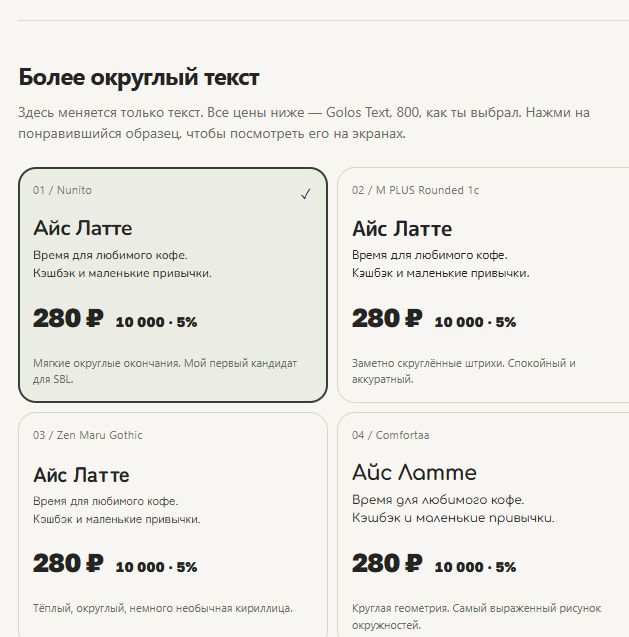 Более округлый текст
Здесь меняется только текст. Все цены ниже — Golos Text, 800, как ты выбрал. Нажми на
понравившийся образец, чтобы посмотреть его на экранах.
01 / Nunito
✓
Айс Латте
Время для любимого кофе.
Кэшбэк и маленькие привычки.
280 ₽ 10 000 · 5%
Мягкие округлые окончания. Мой первый кандидат
для SBL.
02 / M PLUS Rounded 1c
Айс Латте
Время для любимого кофе.
Кэшбэк и маленькие привычки.
280 ₽ 10 000 · 5%
Заметно скруглённые штрихи. Спокойный и
аккуратный.
03 / Zen Maru Gothic
Айс Латте
Время для любимого кофе.
Кэшбэк и маленькие привычки.
280 ₽ 10 000 · 5%
Тёплый, округлый, немного необычная кириллица.
04 / Comfortaa
Айс Латте
Время для любимого кофе.
Кэшбэк и маленькие привычки.
280 ₽ 10 000 · 5%
Круглая геометрия. Самый выраженный рисунок
окружностей.